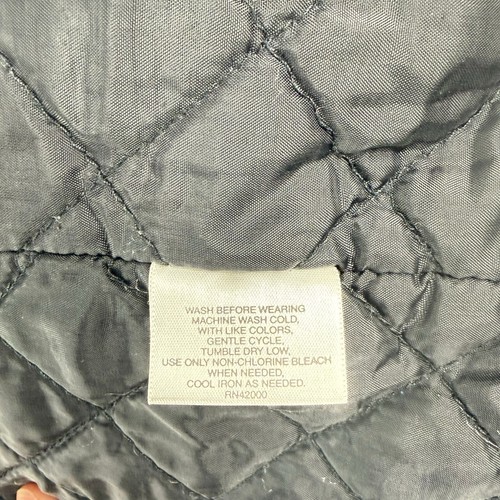 WASH BEFORE WEARING
MACHINE WASH COLD,
WITH LIKE COLORS,
GENTLE CYCLE,
TUMBLE DRY LOW,
USE ONLY NON-CHLORINE BLEACH
WHEN NEEDED,
COOL IRON AS NEEDED.
RN42000